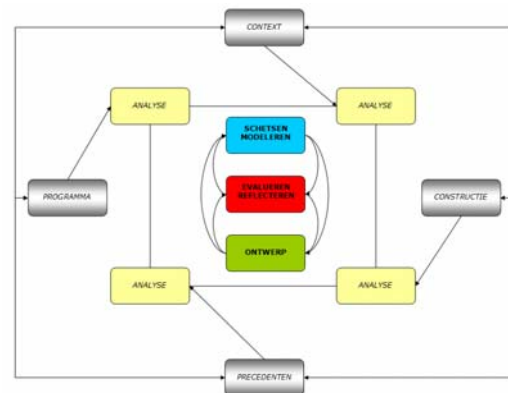 CONTEXT
ANALYSE
ANALYSE
SCHETSEN
MODELEREN
PROGRAMMA
EVALUEREN
REFLECTEREN
CONSTRUCTIE
ONTWERP
ANALYSE
ANALYSE
PRECEDENTEN